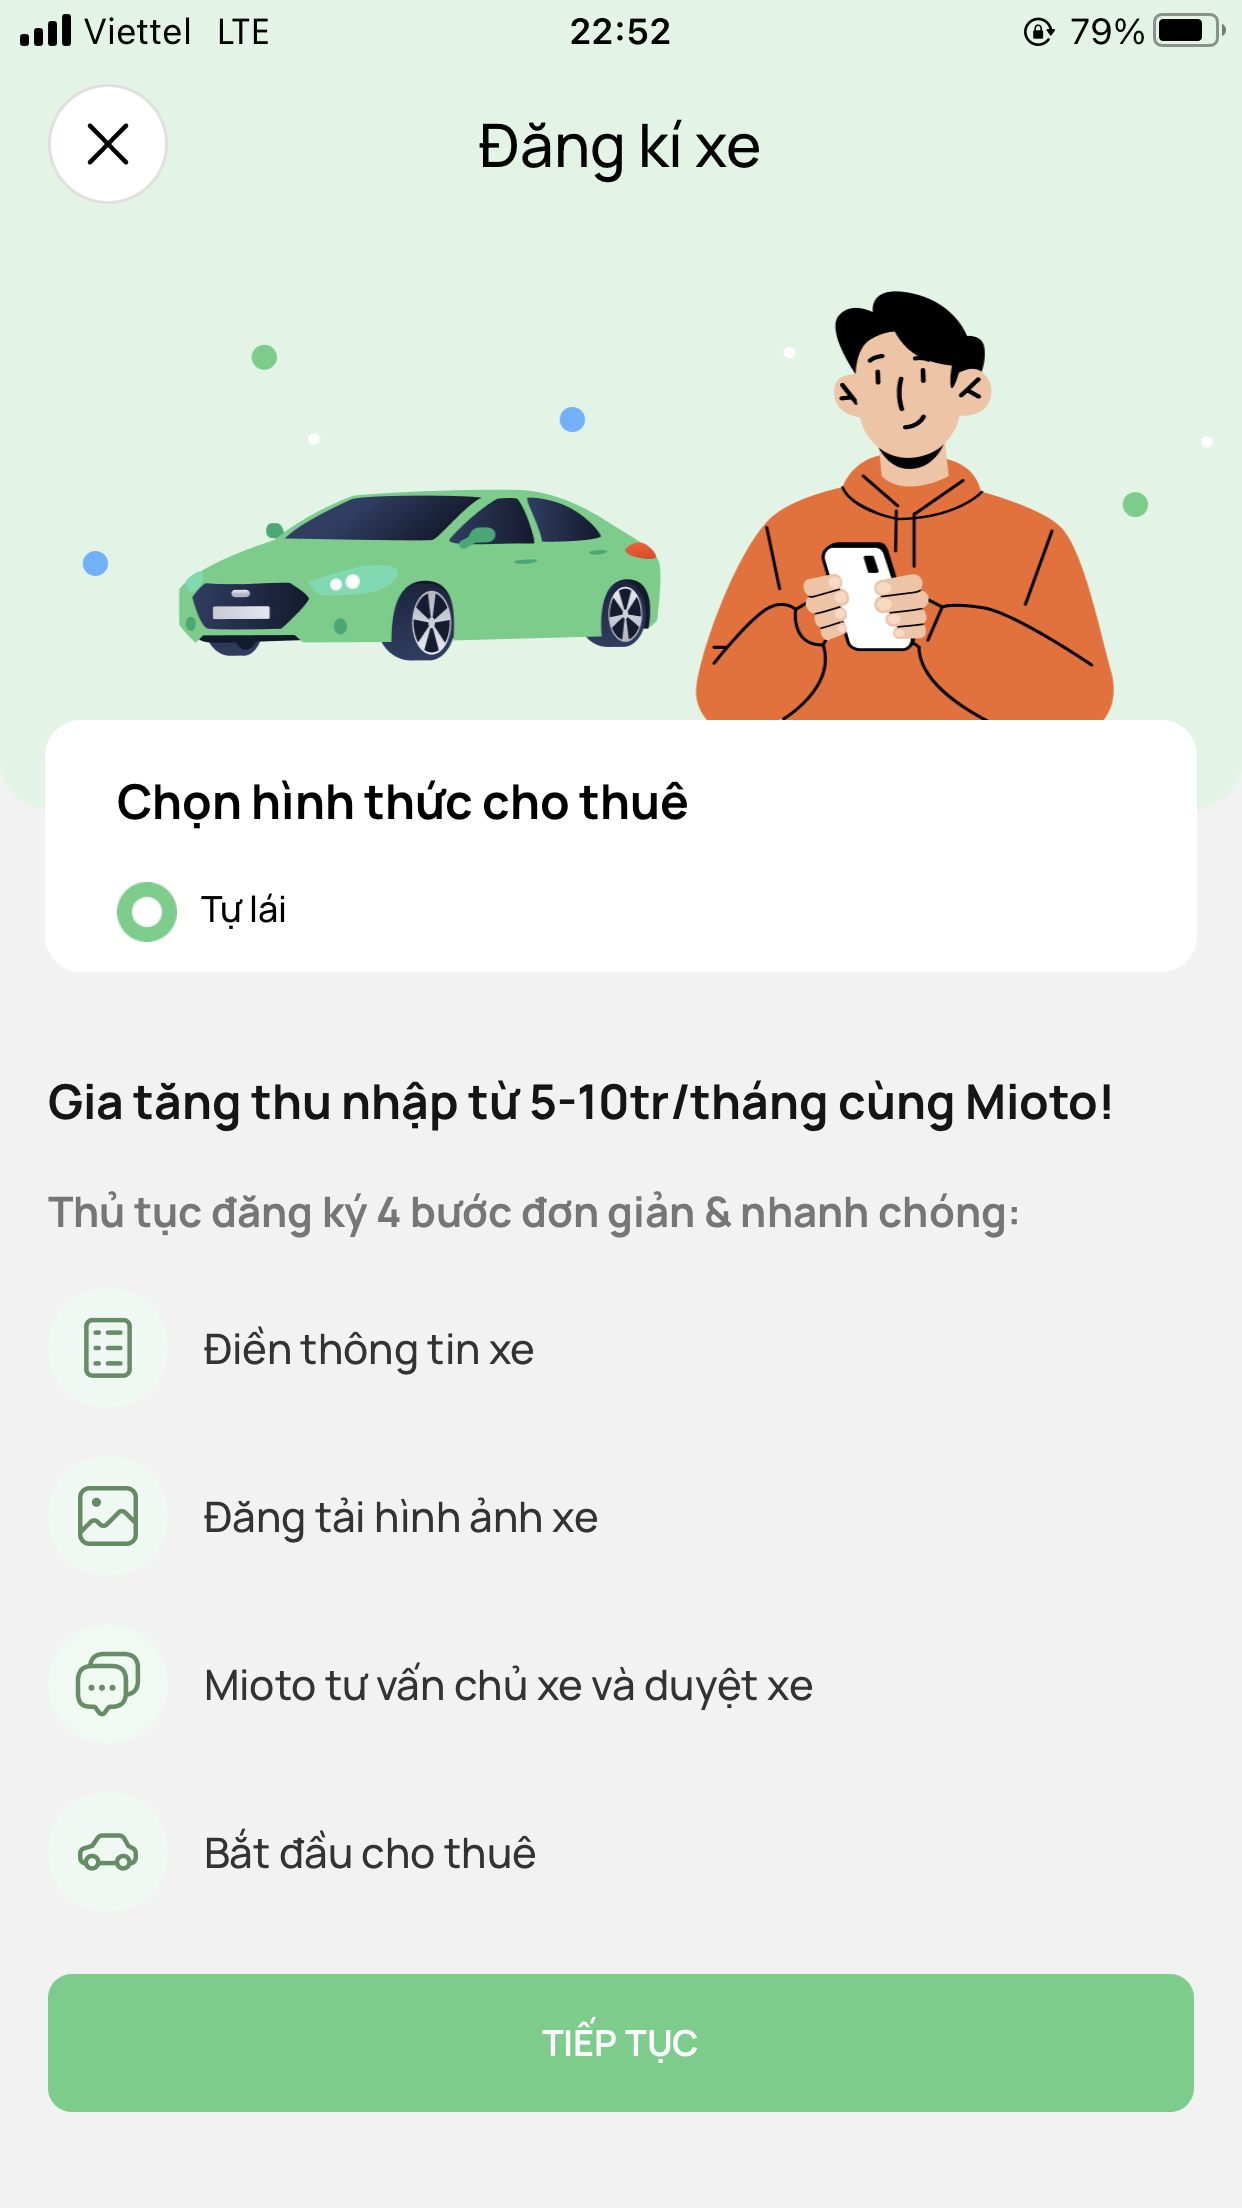 Viettel LTE 22:52 79%
Đăng kí xe
Chọn hình thức cho thuê
Tự lái
Gia tăng thu nhập từ 5-10tr/tháng cùng Mioto!
Thủ tục đăng ký 4 bước đơn giản & nhanh chóng:
Điền thông tin xe
Đăng tải hình ảnh xe
Mioto tư vấn chủ xe và duyệt xe
Bắt đầu cho thuê
TIẾP TỤC